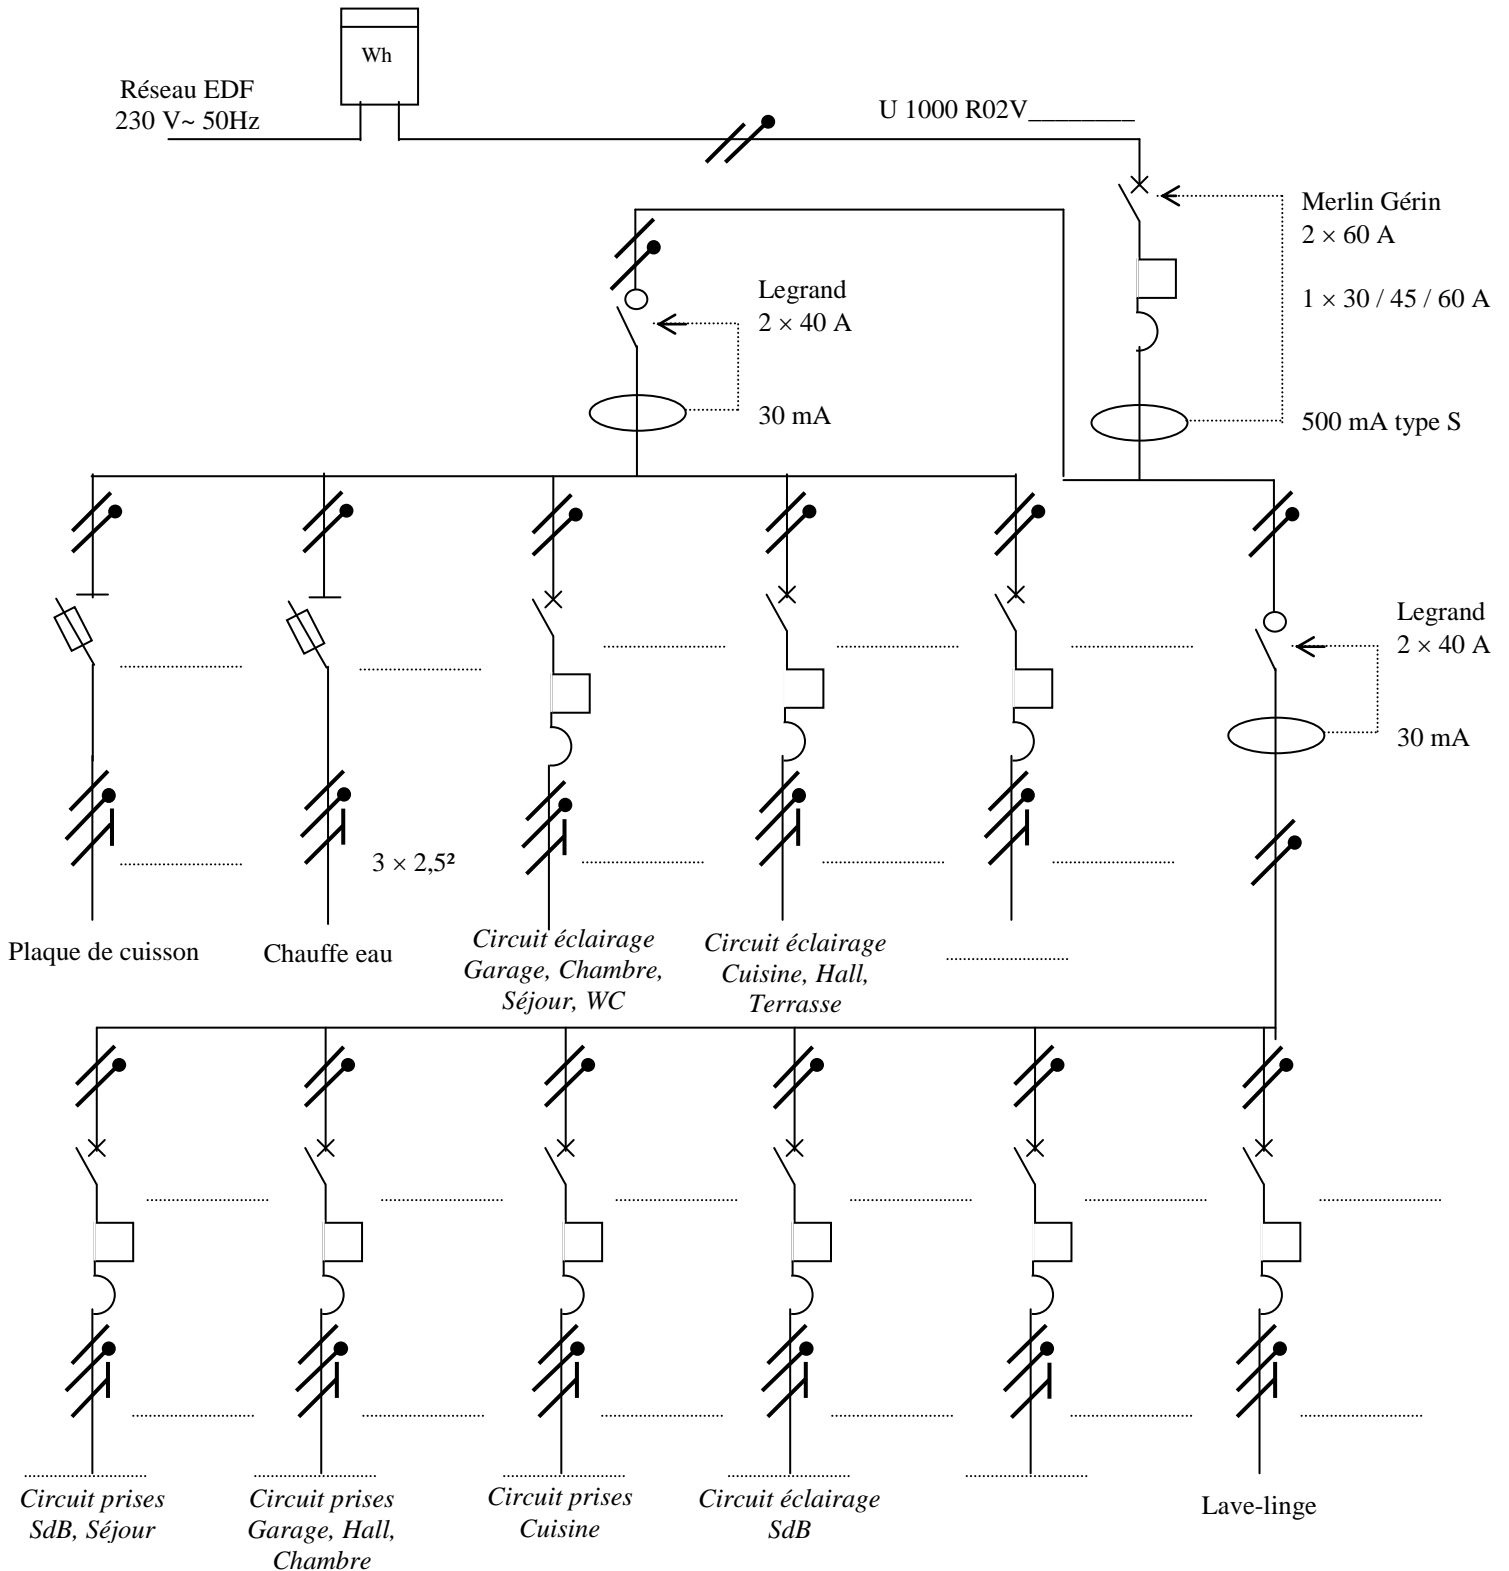 Wh
Réseau EDF
230 V~ 50Hz
U 1000 R02V________
Merlin Gérin
2 × 60 A
1 × 30 / 45 / 60 A
500 mA type S
Legrand
2 × 40 A
30 mA
Legrand
2 × 40 A
30 mA
3 × 2,5²
Plaque de cuisson
Chauffe eau
Circuit éclairage
Garage, Chambre,
Séjour, WC
Circuit éclairage
Cuisine, Hall,
Terrasse
Circuit prises
SdB, Séjour
Circuit prises
Garage, Hall,
Chambre
Circuit prises
Cuisine
Circuit éclairage
SdB
Lave-linge